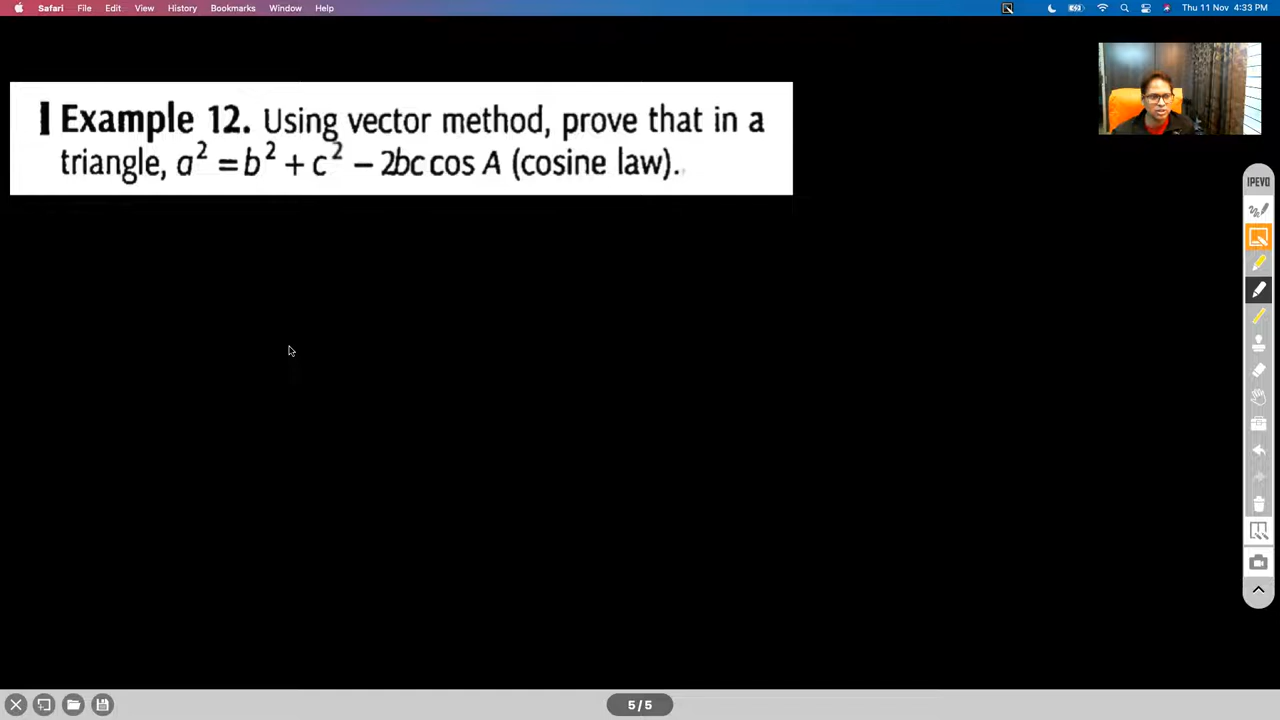 Safari File Edit View History Bookmarks Window Help Thu 11 Nov 4:33 PM
Example 12. Using vector method, prove that in a
triangle, a² = b² + c² − 2bc cos A (cosine law).
IPEVO
5 / 5